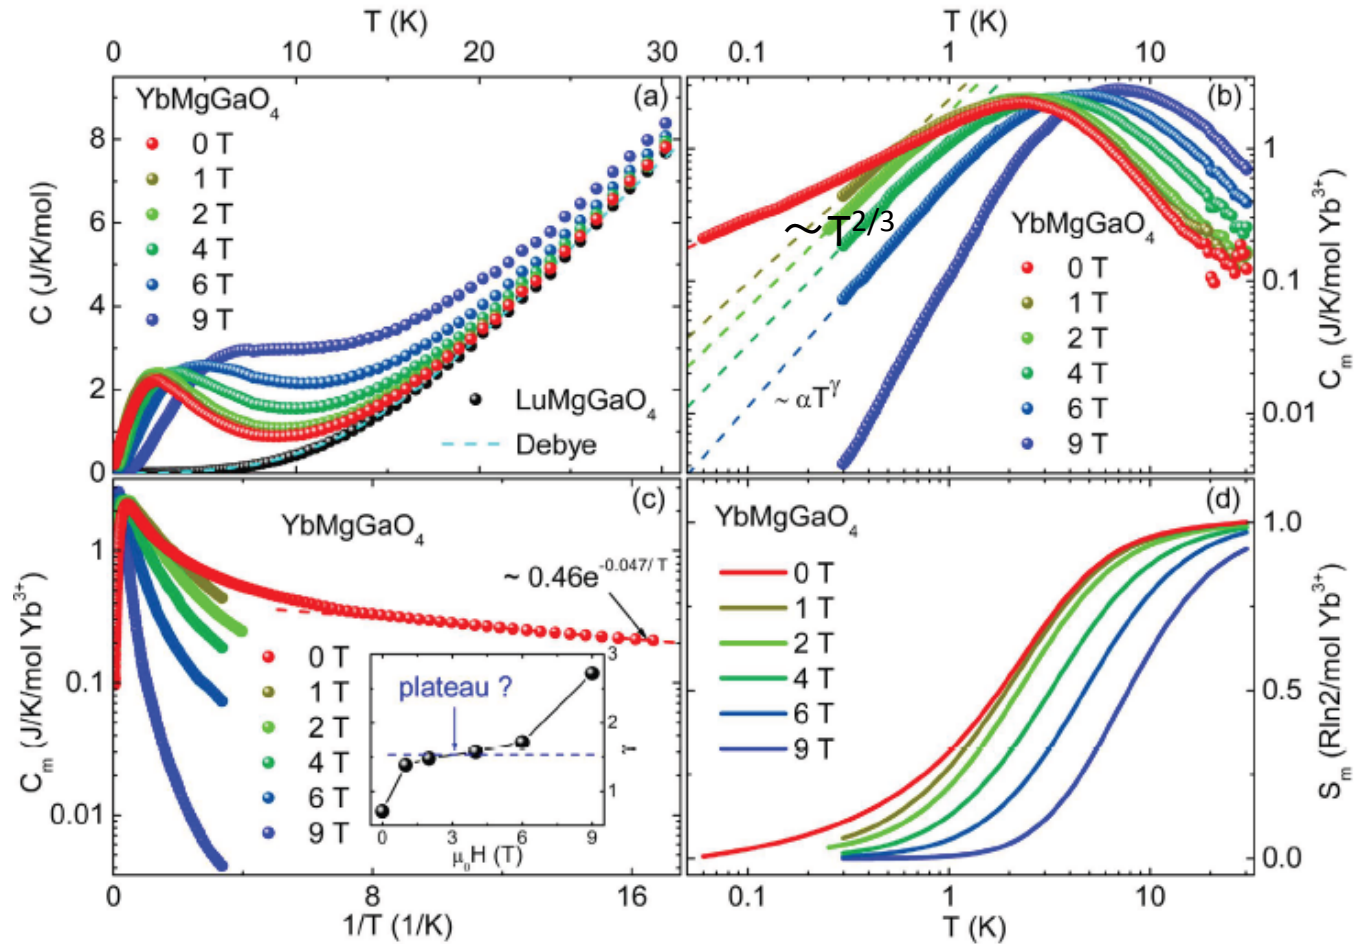 T (K)
0 10 20 30
YbMgGaO4
(a)
0 T
1 T
2 T
4 T
6 T
9 T
LuMgGaO4
Debye
C (J/K/mol)
8
6
4
2
0
T (K)
0.1 1 10
(b)
~ T^2/3
~ αT^γ
YbMgGaO4
0 T
1 T
2 T
4 T
6 T
9 T
1
0.1
0.01
Cm (J/K/mol Yb3+)
(c)
YbMgGaO4
~ 0.46e^-0.047/T
0 T
1 T
2 T
4 T
6 T
9 T
plateau ?
3
2
1
γ
0 3 6 9
μ0H (T)
Cm (J/K/mol Yb3+)
1
0.1
0.01
0 8 16
1/T (1/K)
YbMgGaO4
(d)
0 T
1 T
2 T
4 T
6 T
9 T
1.0
0.5
0.0
Sm (Rln2/mol Yb3+)
0.1 1 10
T (K)